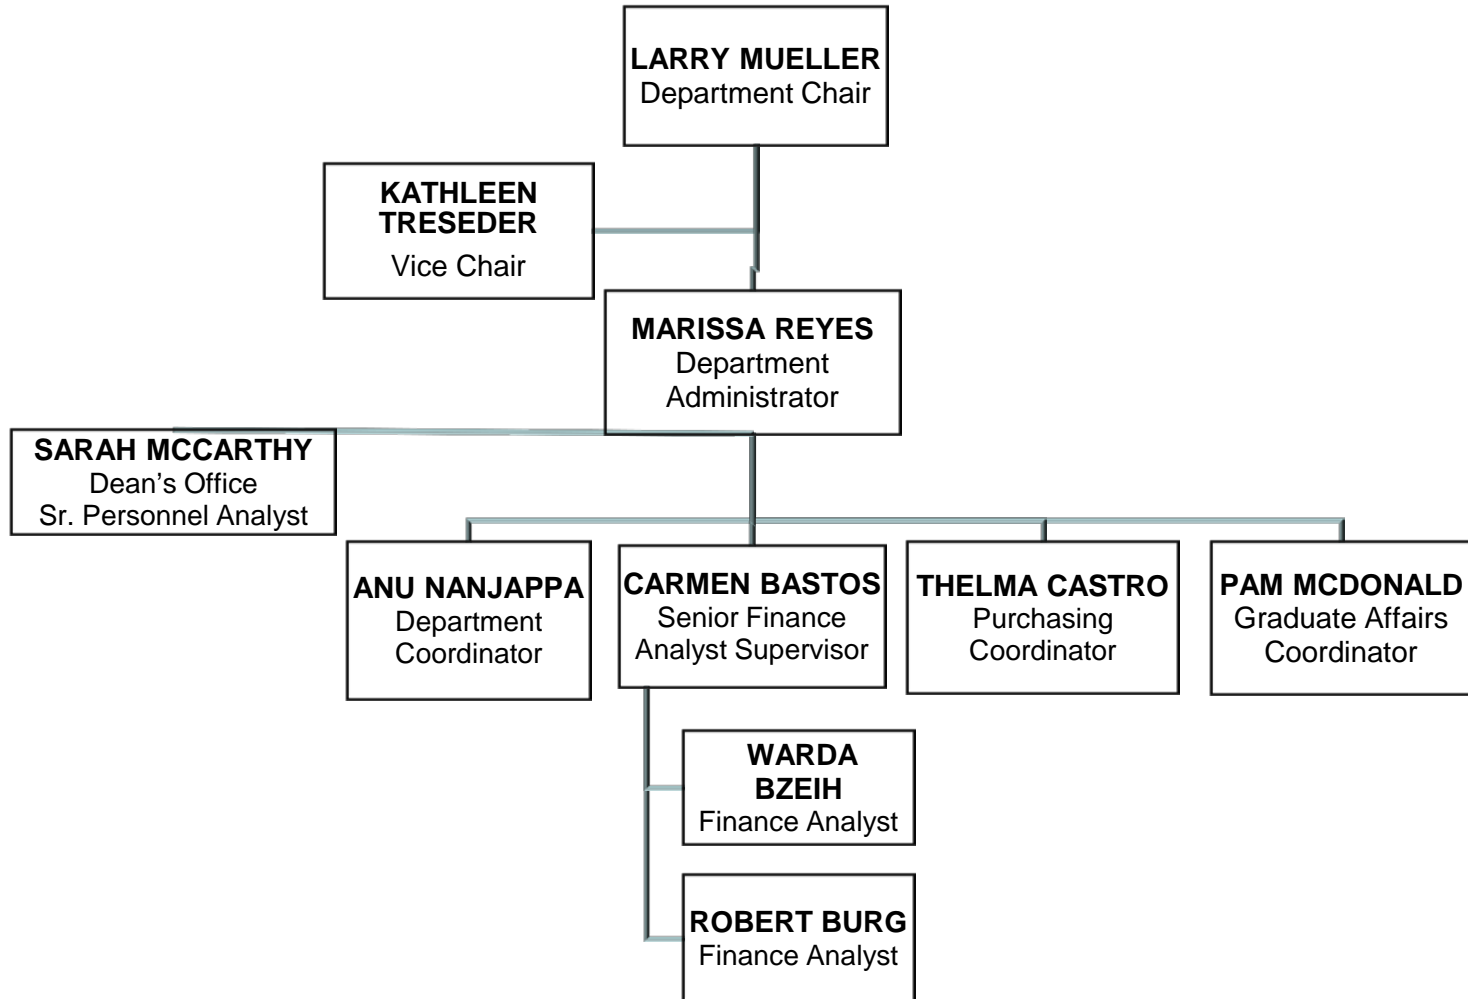 LARRY MUELLER
Department Chair
KATHLEEN
TRESEDER
Vice Chair
MARISSA REYES
Department
Administrator
SARAH MCCARTHY
Dean’s Office
Sr. Personnel Analyst
ANU NANJAPPA
Department
Coordinator
CARMEN BASTOS
Senior Finance
Analyst Supervisor
THELMA CASTRO
Purchasing
Coordinator
PAM MCDONALD
Graduate Affairs
Coordinator
WARDA
BZEIH
Finance Analyst
ROBERT BURG
Finance Analyst